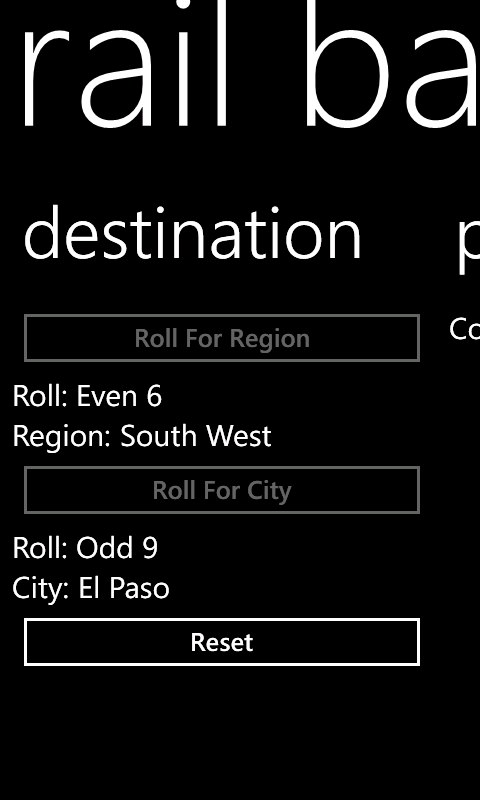 rail ba
destination p
Roll For Region
Co
Roll: Even 6
Region: South West
Roll For City
Roll: Odd 9
City: El Paso
Reset